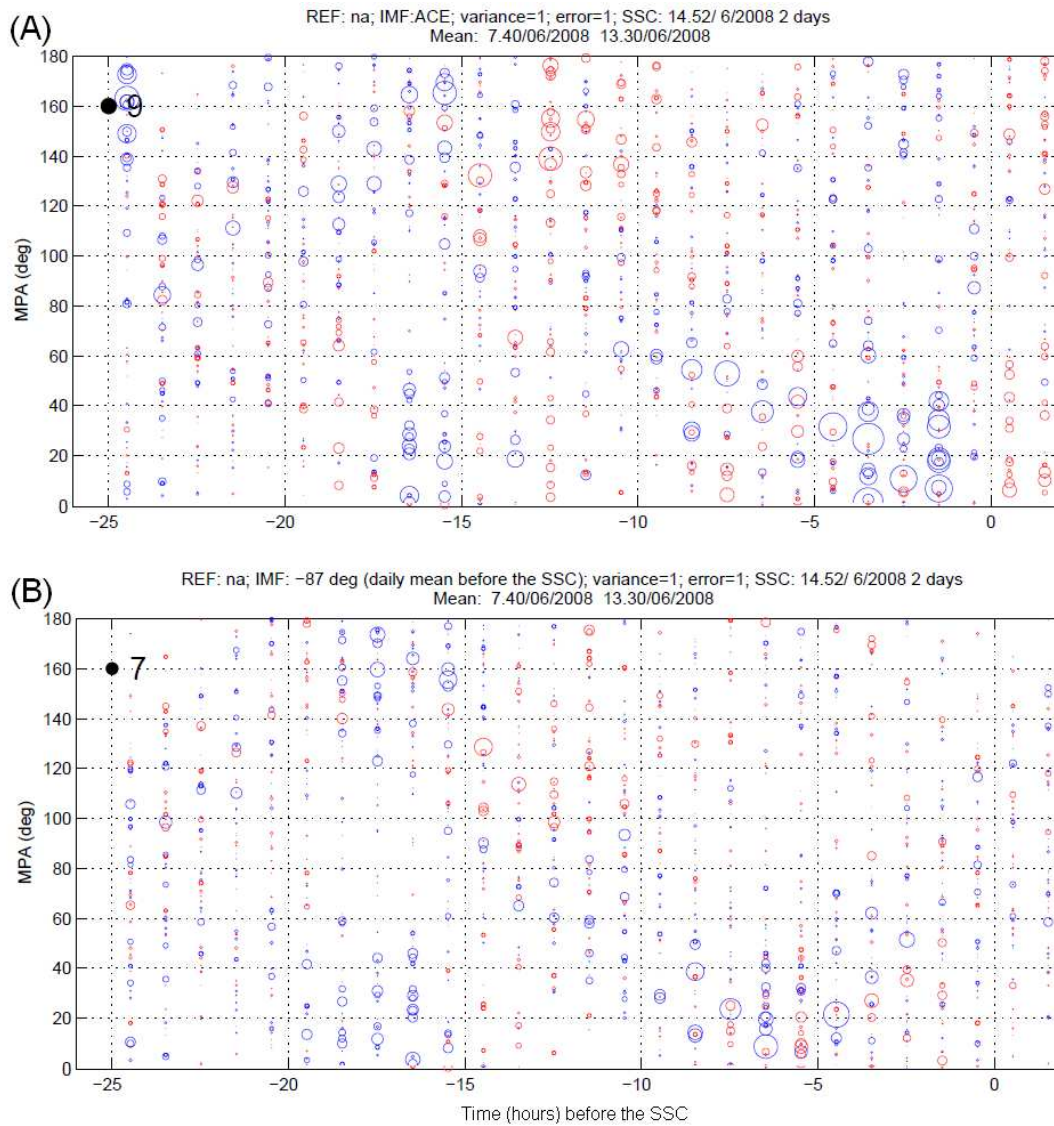 (A)
REF: na; IMF:ACE; variance=1; error=1; SSC: 14.52/ 6/2008 2 days
Mean: 7.40/06/2008 13.30/06/2008
180
160
140
120
100
80
60
40
20
0
9
MPA (deg)
−25 −20 −15 −10 −5 0
(B)
REF: na; IMF: −87 deg (daily mean before the SSC); variance=1; error=1; SSC: 14.52/ 6/2008 2 days
Mean: 7.40/06/2008 13.30/06/2008
180
160
140
120
100
80
60
40
20
0
7
MPA (deg)
−25 −20 −15 −10 −5 0
Time (hours) before the SSC